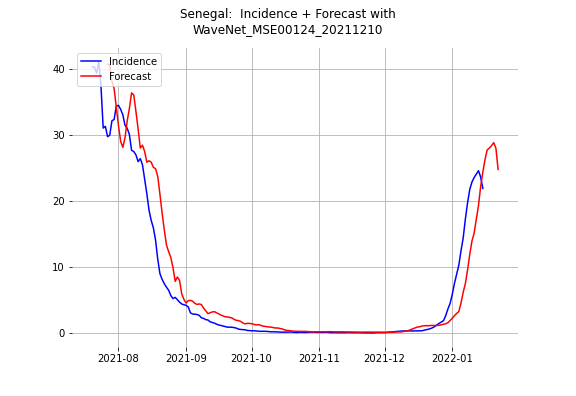 Senegal:  Incidence + Forecast with
WaveNet_MSE00124_20211210
Incidence
Forecast
40
30
20
10
0
2021-08
2021-09
2021-10
2021-11
2021-12
2022-01